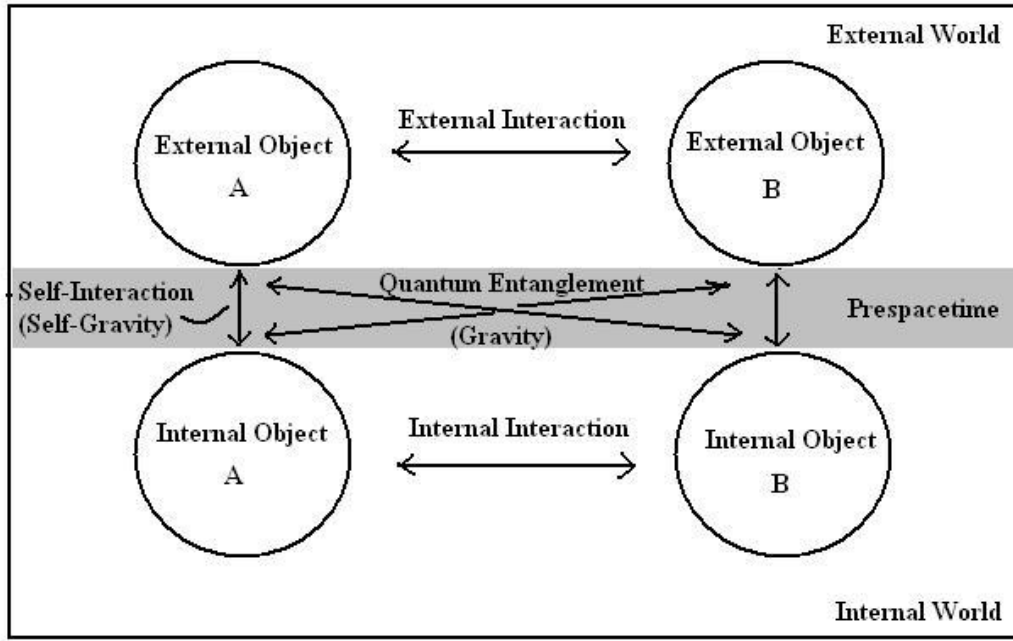 External World
External Interaction
External Object
A
External Object
B
Self-Interaction
(Self-Gravity)
Quantum Entanglement
(Gravity)
Prespacetime
Internal Object
A
Internal Interaction
Internal Object
B
Internal World